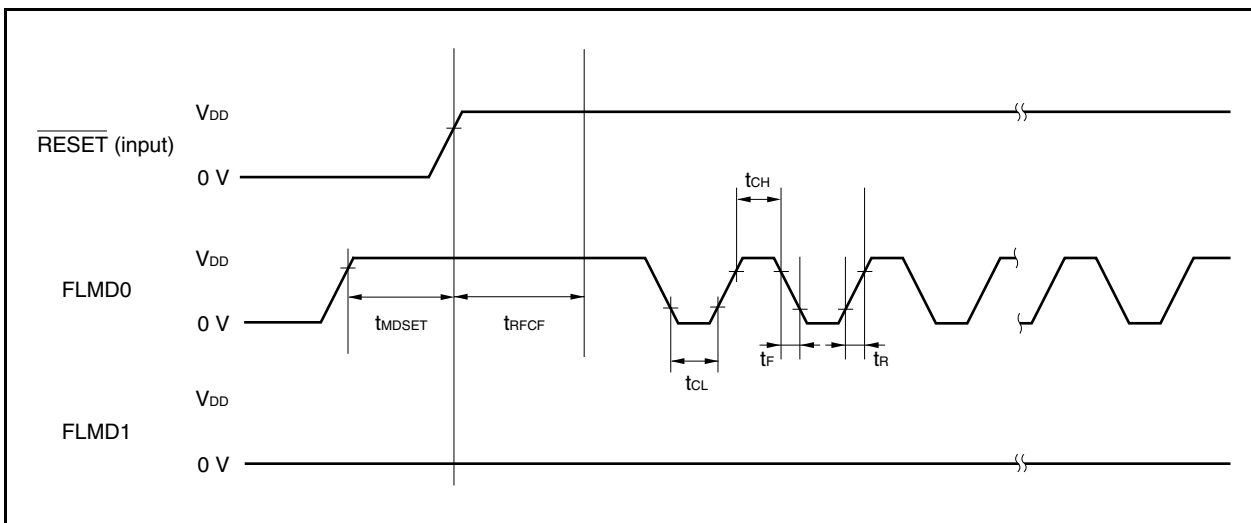 VDD
RESET (input)
0 V
tCH
VDD
FLMD0
0 V
tMDSET
tRFCF
tF
tR
tCL
VDD
FLMD1
0 V